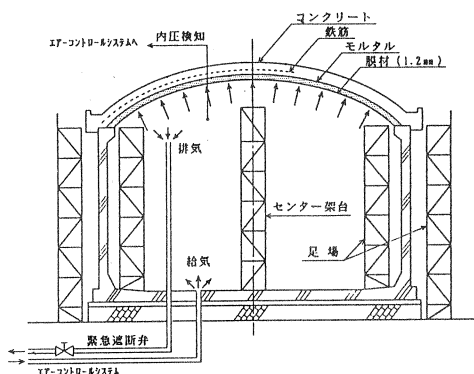 コンクリート
鉄筋
モルタル
膜材(1.2mm)
内圧検知
エアーコントロールシステムへ
排気
センター架台
足場
給気
緊急遮断弁
エアーコントロールシステム